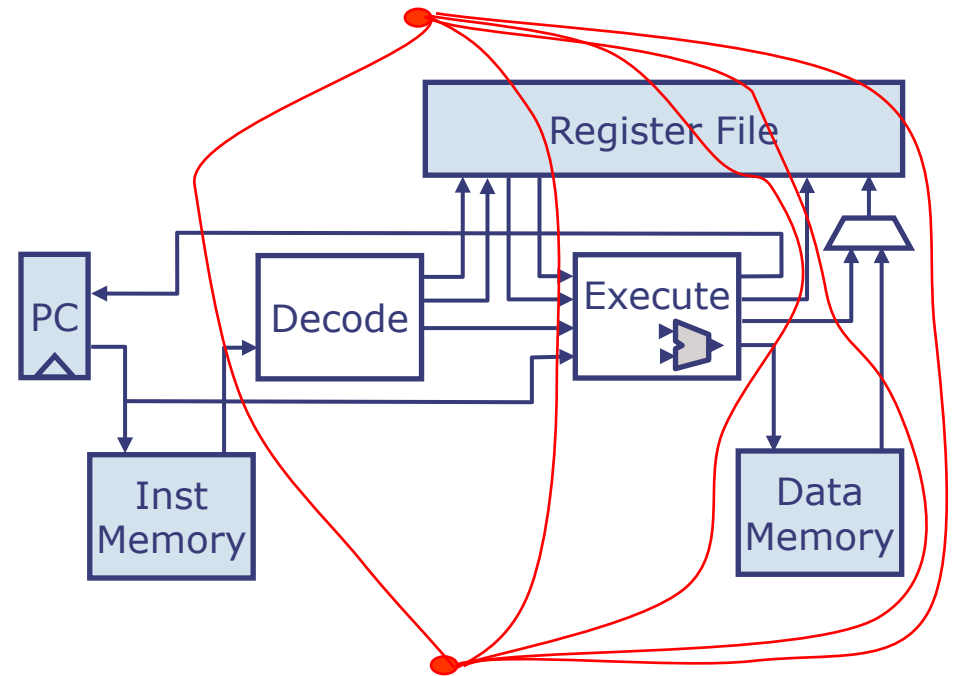 Register File
PC
Decode
Execute
Inst
Memory
Data
Memory